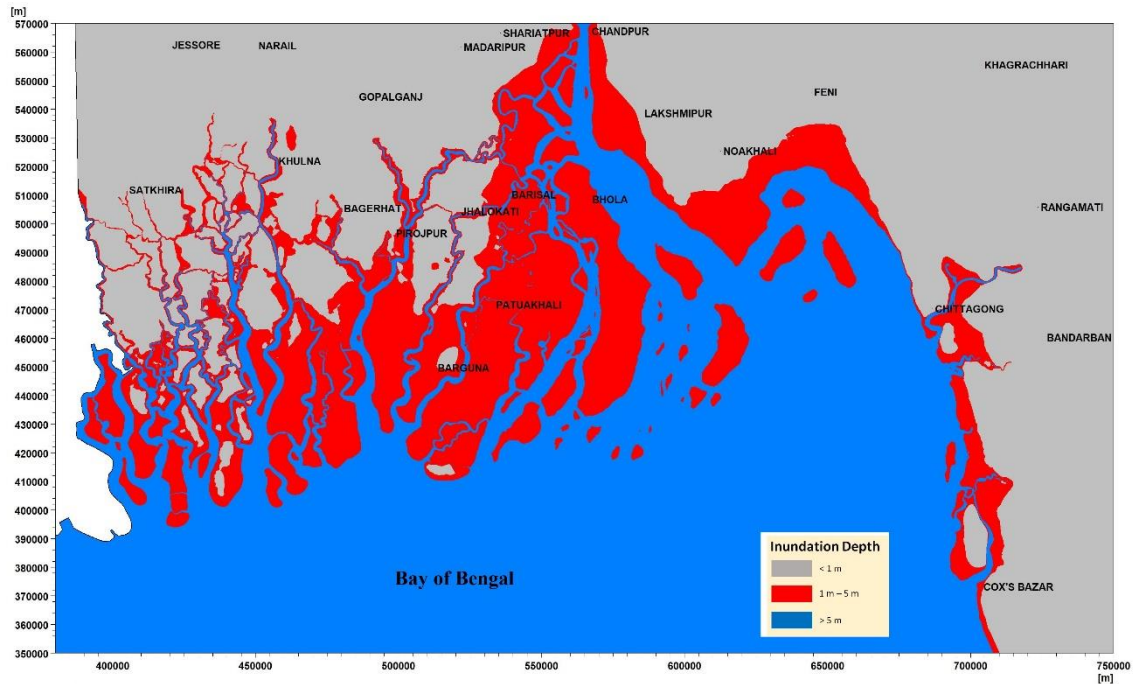 [m]
570000
560000
550000
540000
530000
520000
510000
500000
490000
480000
470000
460000
450000
440000
430000
420000
410000
400000
390000
380000
370000
360000
350000
SHARIATPUR
CHANDPUR
JESSORE
NARAIL
MADARIPUR
KHAGRACHHARI
GOPALGANJ
FENI
LAKSHMIPUR
NOAKHALI
KHULNA
SATKHIRA
BARISAL
BHOLA
BAGERHAT
JHALOKATI
RANGAMATI
PIROJPUR
PATUAKHALI
CHITTAGONG
BANDARBAN
BARGUNA
Inundation Depth
< 1 m
1 m – 5 m
> 5 m
Bay of Bengal
COX'S BAZAR
400000
450000
500000
550000
600000
650000
700000
750000
[m]